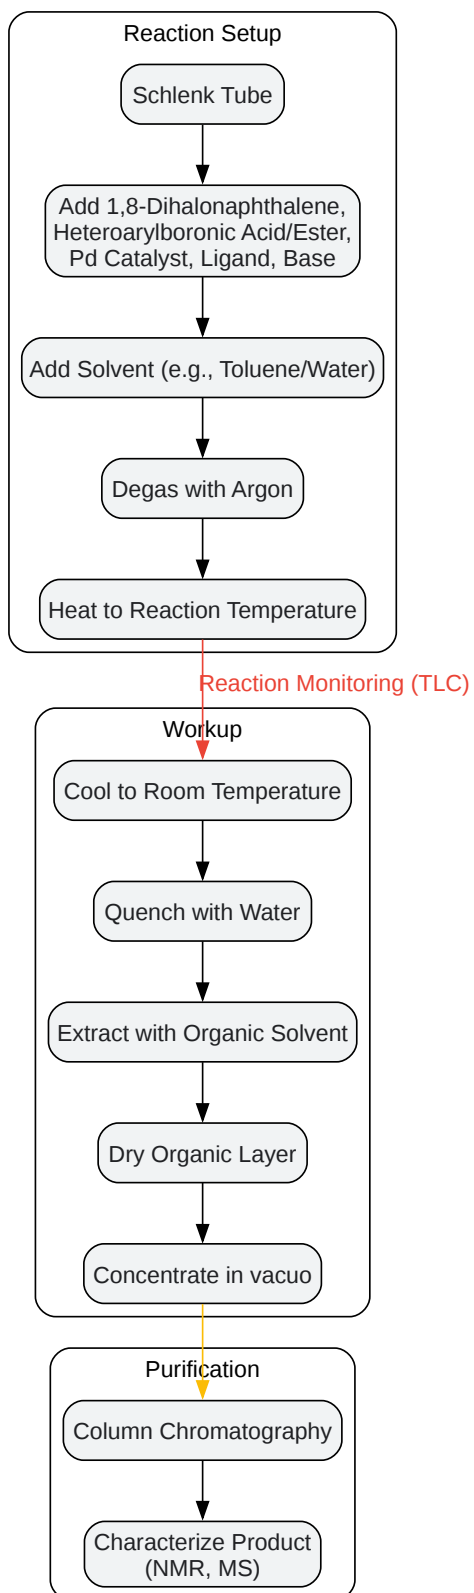 Reaction Setup
Schlenk Tube
Add 1,8-Dihalonaphthalene,
Heteroarylboronic Acid/Ester,
Pd Catalyst, Ligand, Base
Add Solvent (e.g., Toluene/Water)
Degas with Argon
Heat to Reaction Temperature
Reaction Monitoring (TLC)
Workup
Cool to Room Temperature
Quench with Water
Extract with Organic Solvent
Dry Organic Layer
Concentrate in vacuo
Purification
Column Chromatography
Characterize Product
(NMR, MS)